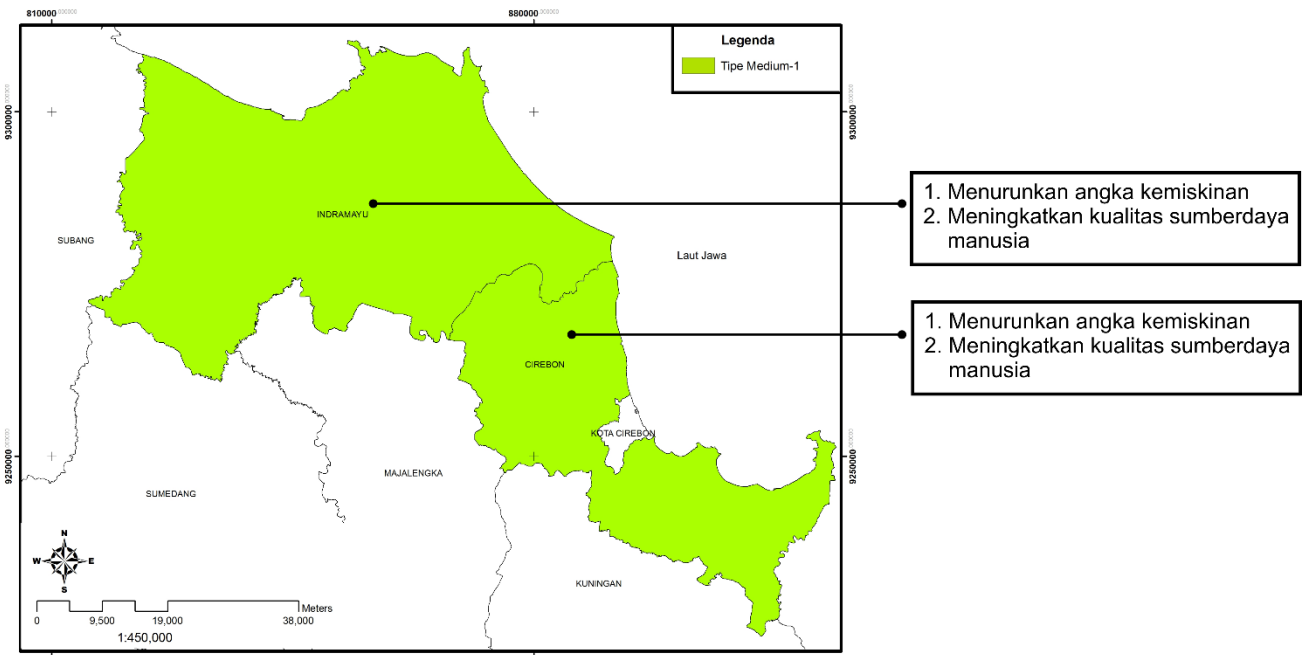 810000.000000
880000.000000
Legenda
Tipe Medium-1
9300000
9300000
INDRAMAYU
SUBANG
Laut Jawa
CIREBON
KOTA CIREBON
9250000
9250000
MAJALENGKA
SUMEDANG
KUNINGAN
N
W
E
S
Meters
0
9,500
19,000
38,000
1:450,000
1. Menurunkan angka kemiskinan
2. Meningkatkan kualitas sumberdaya
manusia
1. Menurunkan angka kemiskinan
2. Meningkatkan kualitas sumberdaya
manusia